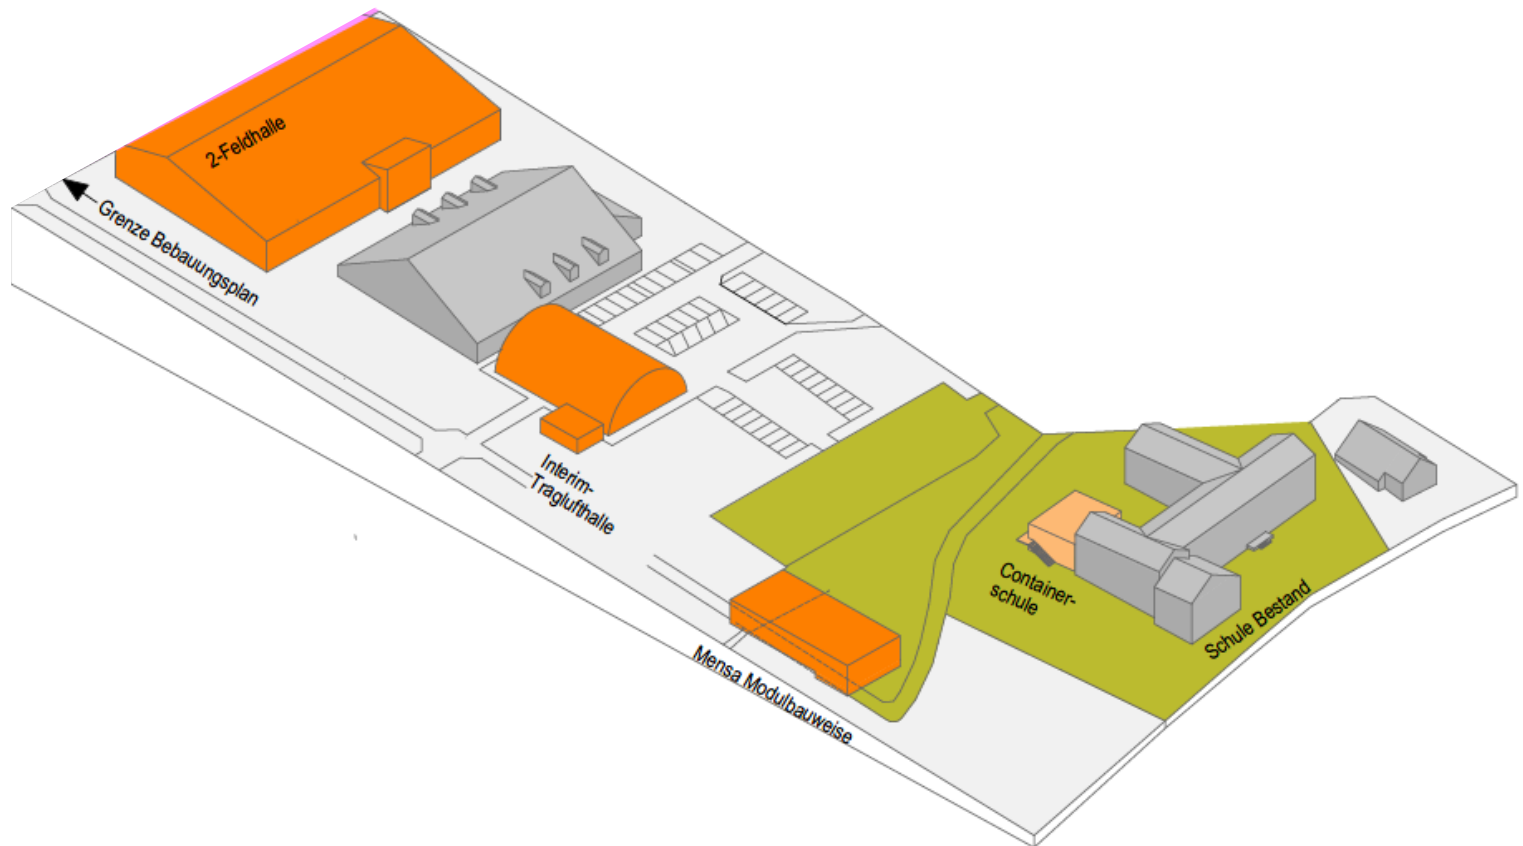 2-Feldhalle
Grenze Bebauungsplan
Interim-
Traglufthalle
Container-
schule
Schule Bestand
Mensa Modulbauweise